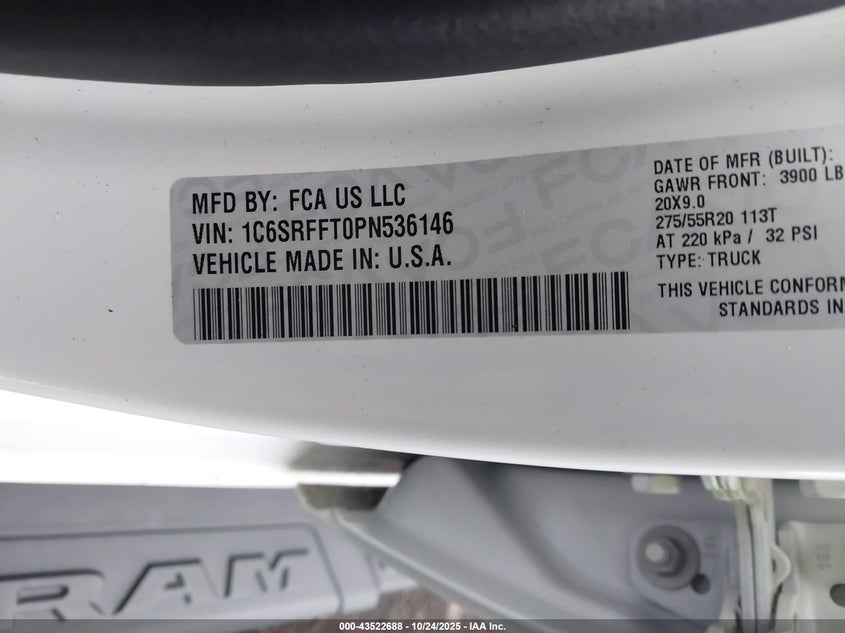 MFD BY: FCA US LLC
VIN: 1C6SRFFT0PN536146
VEHICLE MADE IN: U.S.A.
DATE OF MFR (BUILT):
GAWR FRONT: 3900 LB
20X9.0
275/55R20 113T
AT 220 kPa / 32 PSI
TYPE: TRUCK
THIS VEHICLE CONFORM
STANDARDS IN
RAM
000-43522688 - 10/24/2025 - IAA Inc.